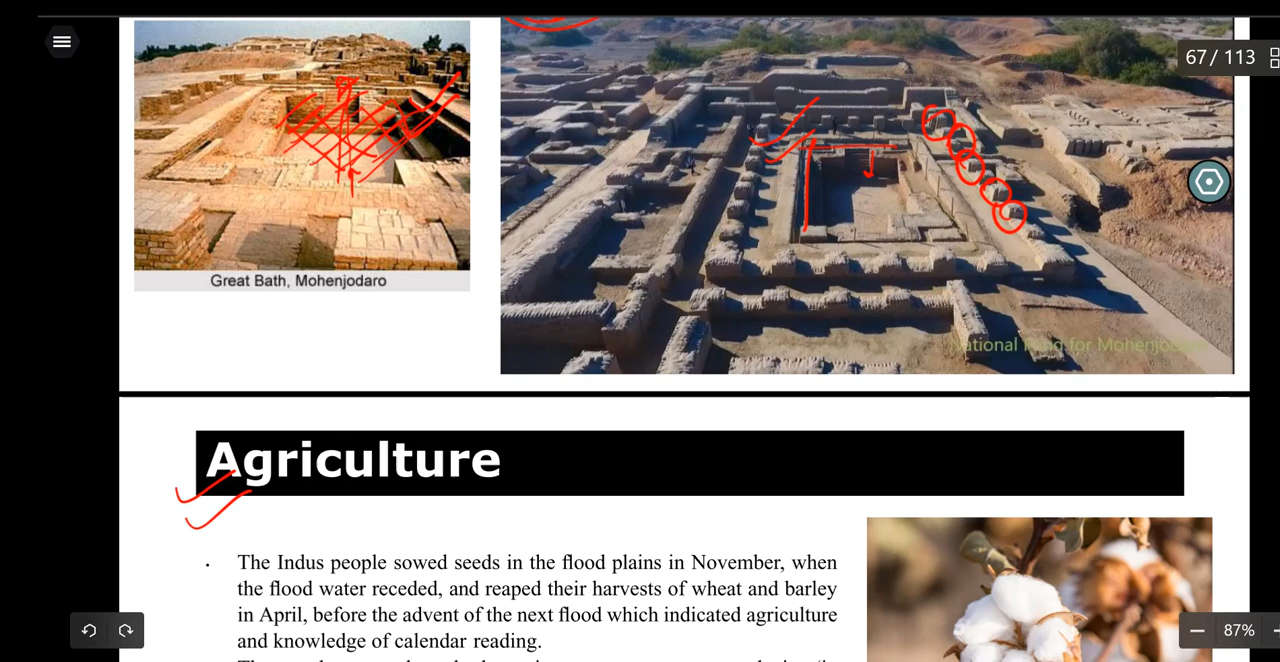 67 / 113
Great Bath, Mohenjodaro
Agriculture
The Indus people sowed seeds in the flood plains in November, when
the flood water receded, and reaped their harvests of wheat and barley
in April, before the advent of the next flood which indicated agriculture
and knowledge of calendar reading.
87%